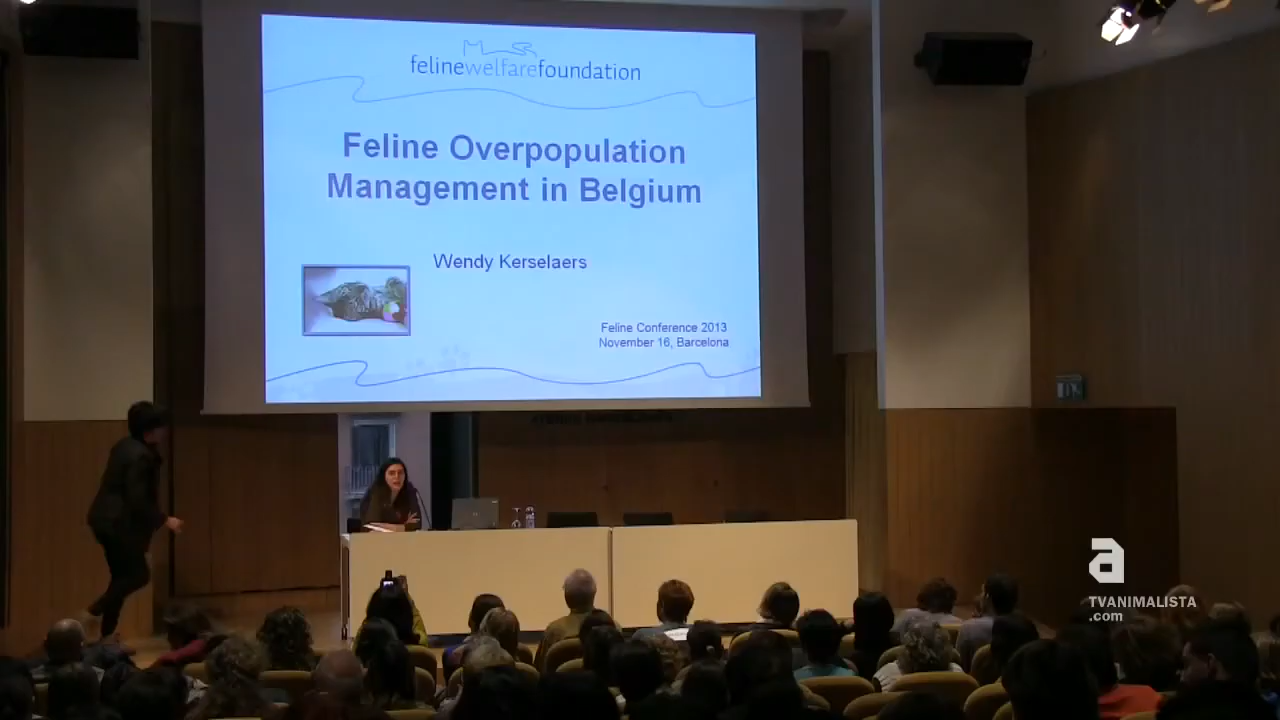 felinewelfarefoundation
Feline Overpopulation
Management in Belgium
Wendy Kerselaers
Feline Conference 2013
November 16, Barcelona
a
TVANIMALISTA
.com